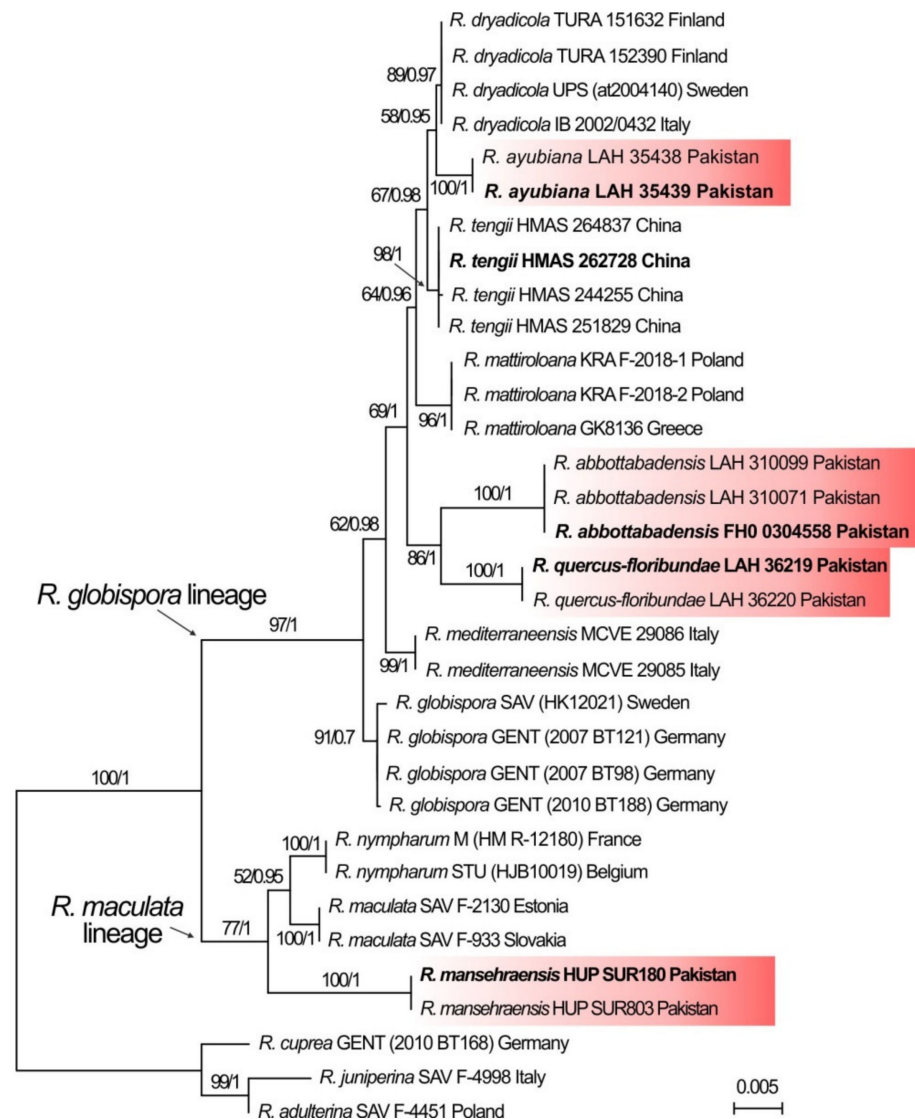 R. dryadicola TURA 151632 Finland
R. dryadicola TURA 152390 Finland
89/0.97
R. dryadicola UPS (at2004140) Sweden
58/0.95
R. dryadicola IB 2002/0432 Italy
R. ayubiana LAH 35438 Pakistan
100/1
R. ayubiana LAH 35439 Pakistan
67/0.98
R. tengii HMAS 264837 China
98/1
R. tengii HMAS 262728 China
64/0.96
R. tengii HMAS 244255 China
R. tengii HMAS 251829 China
R. mattiroloana KRA F-2018-1 Poland
R. mattiroloana KRA F-2018-2 Poland
69/1
96/1
R. mattiroloana GK8136 Greece
R. abbottabadensis LAH 310099 Pakistan
100/1
R. abbottabadensis LAH 310071 Pakistan
62/0.98
R. abbottabadensis FH0 0304558 Pakistan
86/1
R. quercus-floribundae LAH 36219 Pakistan
100/1
R. quercus-floribundae LAH 36220 Pakistan
R. globispora lineage
97/1
R. mediterraneensis MCVE 29086 Italy
99/1
R. mediterraneensis MCVE 29085 Italy
R. globispora SAV (HK12021) Sweden
91/0.7
R. globispora GENT (2007 BT121) Germany
100/1
R. globispora GENT (2007 BT98) Germany
R. globispora GENT (2010 BT188) Germany
100/1
R. nympharum M (HM R-12180) France
52/0.95
R. nympharum STU (HJB10019) Belgium
R. maculata
lineage
R. maculata SAV F-2130 Estonia
77/1
100/1
R. maculata SAV F-933 Slovakia
100/1
R. mansehraensis HUP SUR180 Pakistan
R. mansehraensis HUP SUR803 Pakistan
R. cuprea GENT (2010 BT168) Germany
99/1
R. juniperina SAV F-4998 Italy
0.005
R. adulterina SAV F-4451 Poland